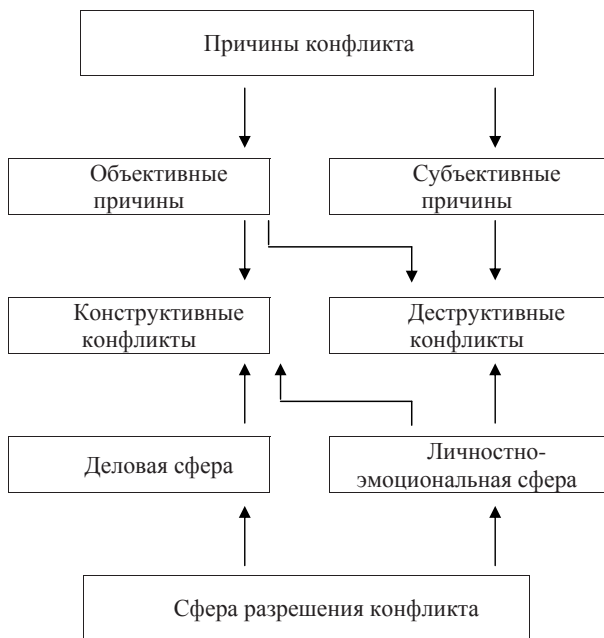 Причины конфликта
Объективные
причины
Субъективные
причины
Конструктивные
конфликты
Деструктивные
конфликты
Деловая сфера
Личностно-
эмоциональная сфера
Сфера разрешения конфликта